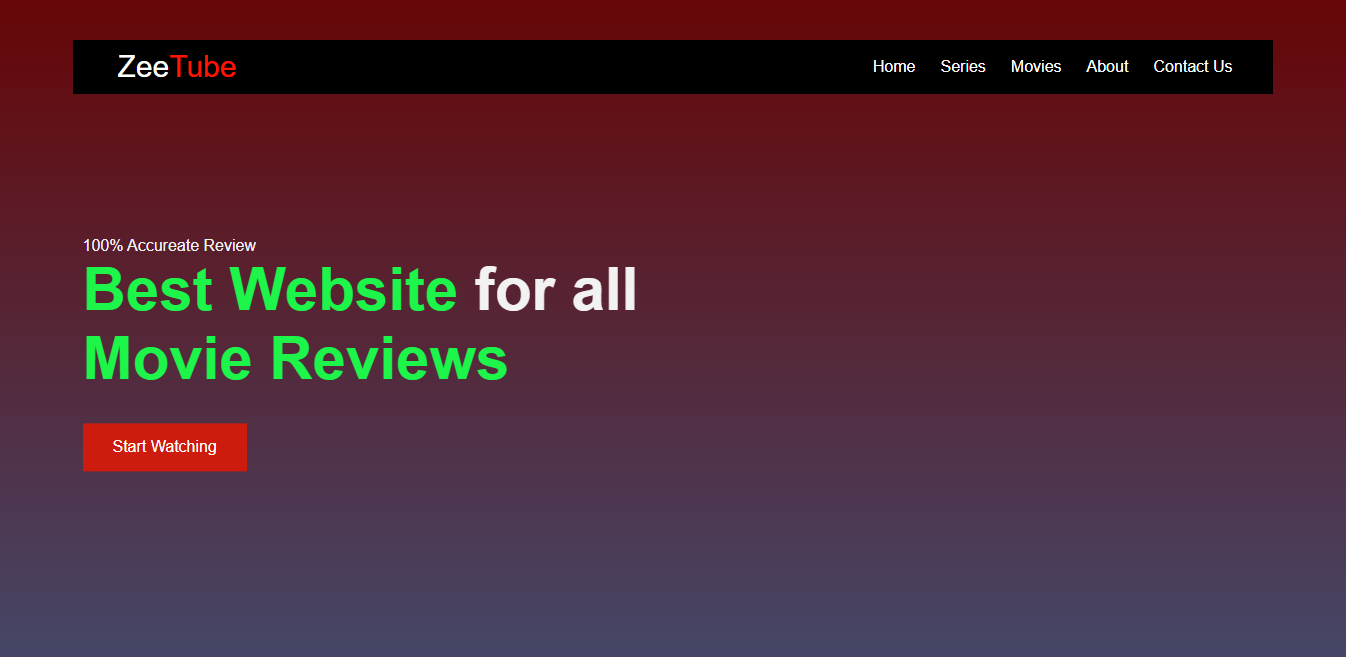 ZeeTube
Home Series Movies About Contact Us
100% Accureate Review
Best Website for all
Movie Reviews
Start Watching